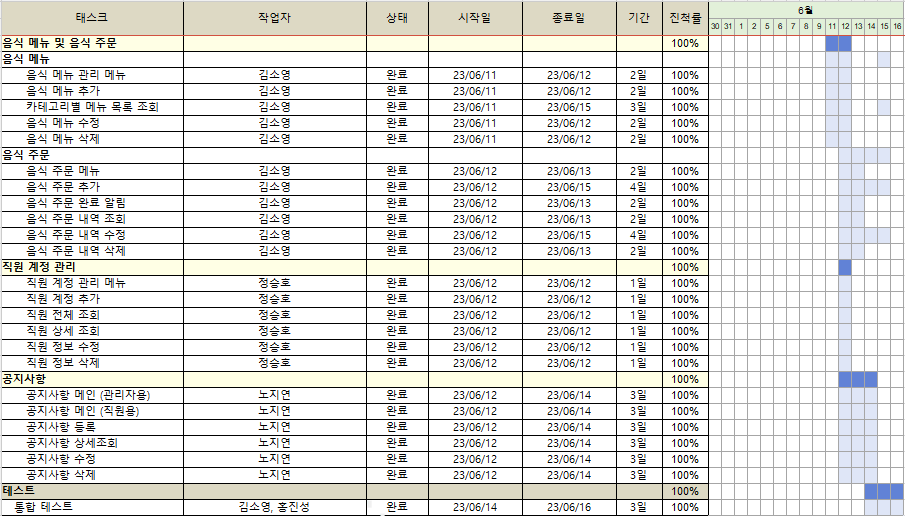 태스크 작업자 상태 시작일 종료일 기간 진척률 6월
30 31 1 2 3 4 5 6 7 8 9 10 11 12 13 14 15 16
음식 메뉴 및 음식 주문 100%
음식 메뉴
음식 메뉴 관리 메뉴 김소영 완료 23/06/11 23/06/12 2일 100%
음식 메뉴 추가 김소영 완료 23/06/11 23/06/12 2일 100%
카테고리별 메뉴 목록 조회 김소영 완료 23/06/11 23/06/15 3일 100%
음식 메뉴 수정 김소영 완료 23/06/11 23/06/12 2일 100%
음식 메뉴 삭제 김소영 완료 23/06/11 23/06/12 2일 100%
음식 주문
음식 주문 메뉴 김소영 완료 23/06/12 23/06/13 2일 100%
음식 주문 추가 김소영 완료 23/06/12 23/06/15 4일 100%
음식 주문 완료 알림 김소영 완료 23/06/12 23/06/13 2일 100%
음식 주문 내역 조회 김소영 완료 23/06/12 23/06/13 2일 100%
음식 주문 내역 수정 김소영 완료 23/06/12 23/06/15 4일 100%
음식 주문 내역 삭제 김소영 완료 23/06/12 23/06/13 2일 100%
직원 계정 관리 100%
직원 계정 관리 메뉴 정승호 완료 23/06/12 23/06/12 1일 100%
직원 계정 추가 정승호 완료 23/06/12 23/06/12 1일 100%
직원 전체 조회 정승호 완료 23/06/12 23/06/12 1일 100%
직원 상세 조회 정승호 완료 23/06/12 23/06/12 1일 100%
직원 정보 수정 정승호 완료 23/06/12 23/06/12 1일 100%
직원 정보 삭제 정승호 완료 23/06/12 23/06/12 1일 100%
공지사항 100%
공지사항 메인 (관리자용) 노지연 완료 23/06/12 23/06/14 3일 100%
공지사항 메인 (직원용) 노지연 완료 23/06/12 23/06/14 3일 100%
공지사항 등록 노지연 완료 23/06/12 23/06/14 3일 100%
공지사항 상세조회 노지연 완료 23/06/12 23/06/14 3일 100%
공지사항 수정 노지연 완료 23/06/12 23/06/14 3일 100%
공지사항 삭제 노지연 완료 23/06/12 23/06/14 3일 100%
테스트 100%
통합 테스트 김소영, 홍진성 완료 23/06/14 23/06/16 3일 100%